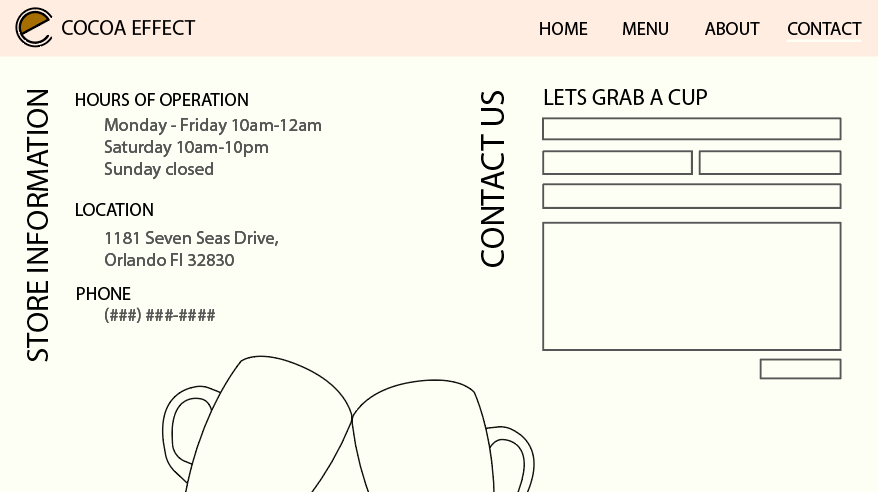 COCOA EFFECT
HOME
MENU
ABOUT
CONTACT
STORE INFORMATION
HOURS OF OPERATION
Monday - Friday 10am-12am
Saturday 10am-10pm
Sunday closed
LOCATION
1181 Seven Seas Drive,
Orlando Fl 32830
PHONE
(###) ###-####
CONTACT US
LETS GRAB A CUP